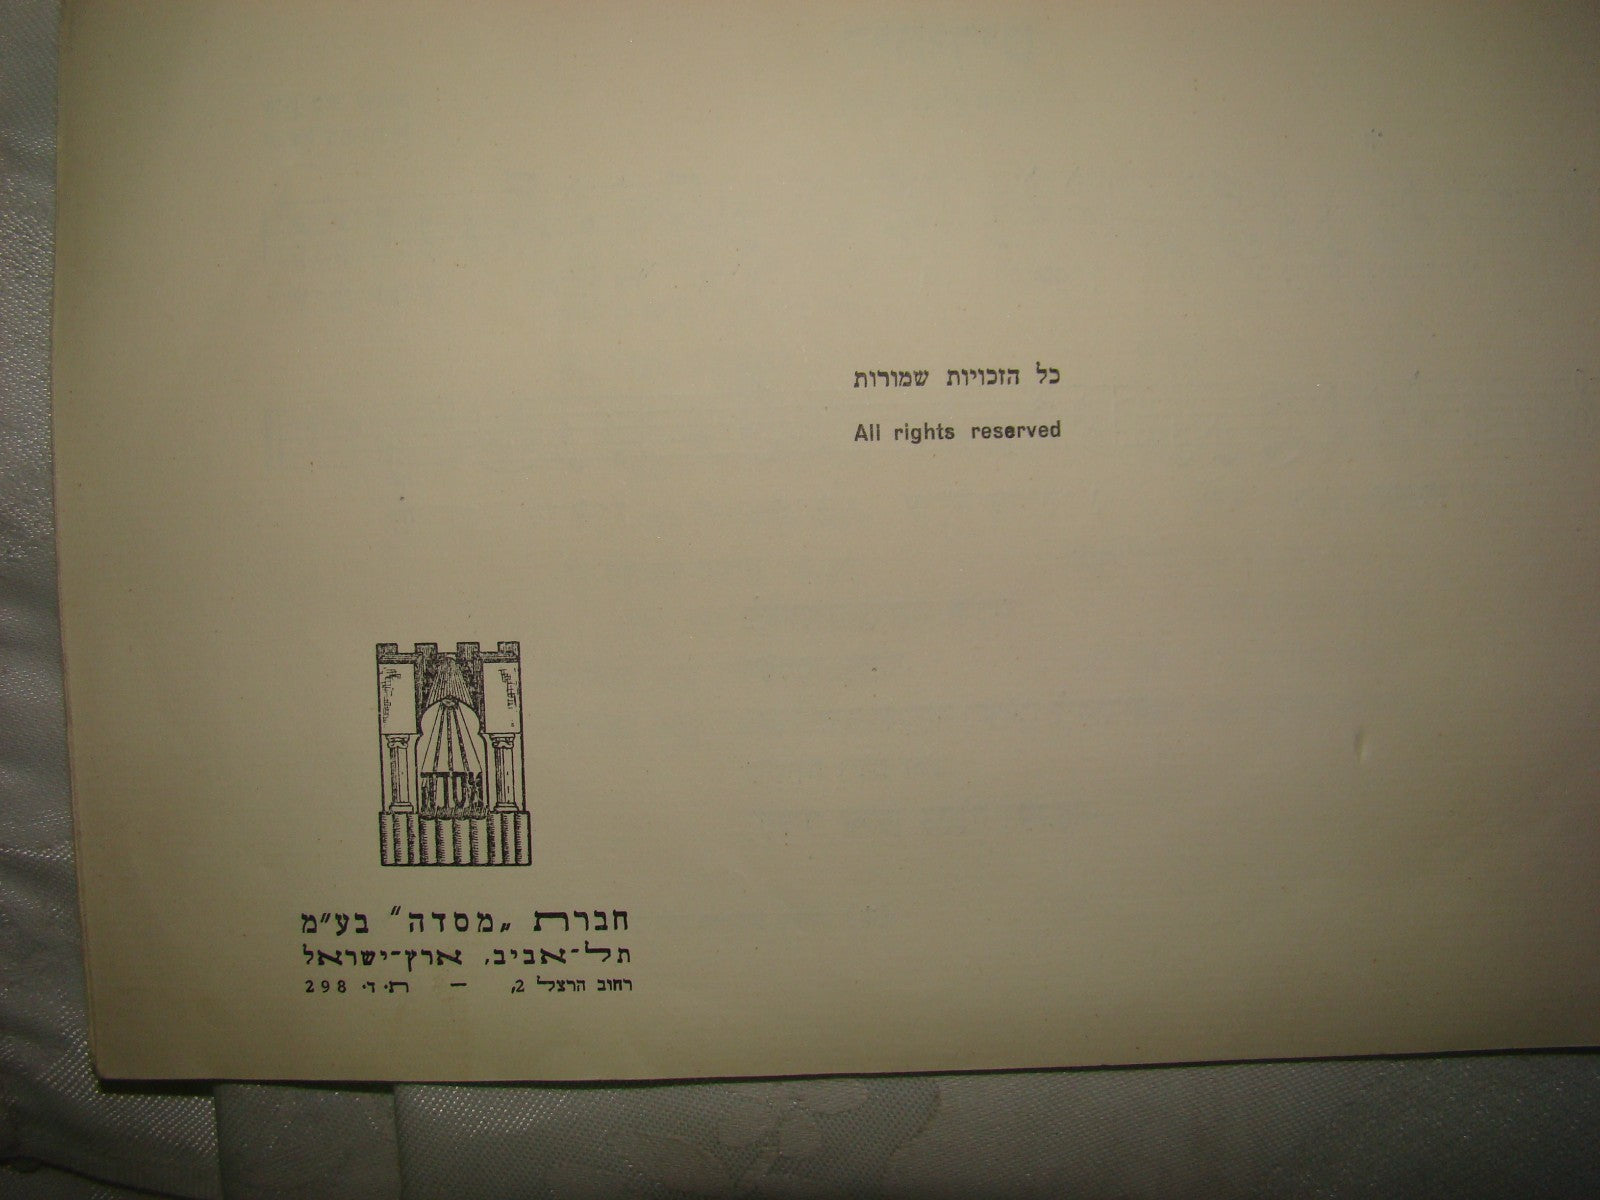 כל הזכויות שמורות
All rights reserved
מסדה
חברת „מסדה“ בע״מ
תל־אביב, ארץ־ישראל
רחוב הרצל 2, — ת. ד. 298